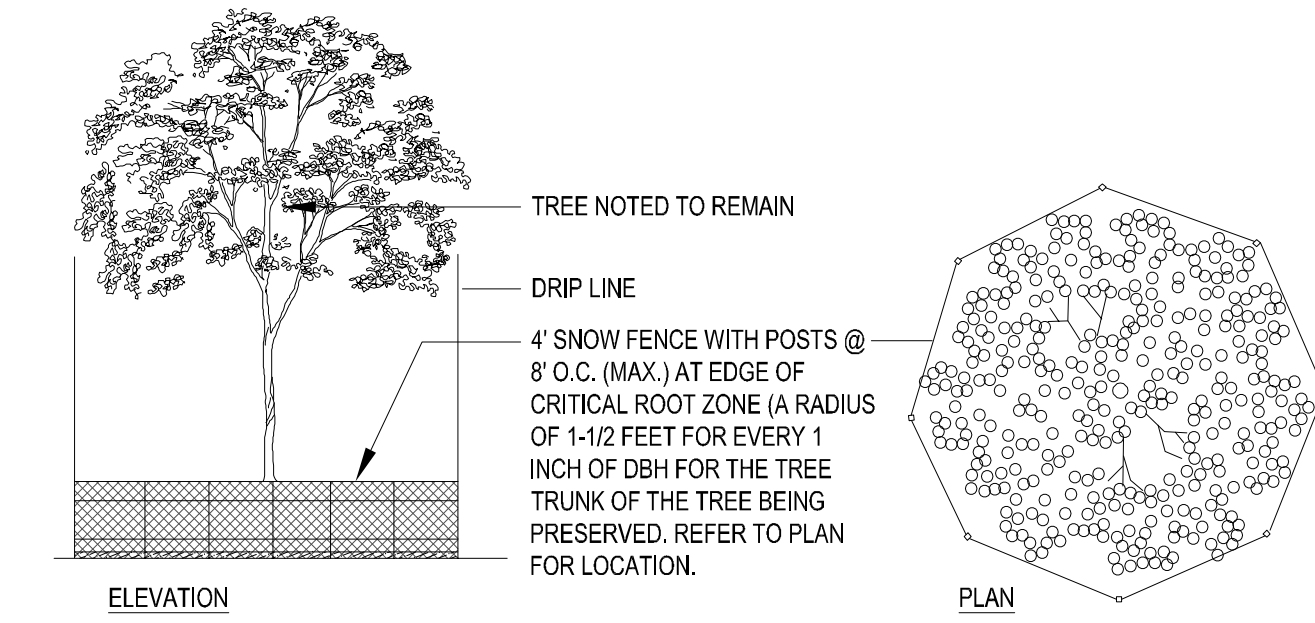 TREE NOTED TO REMAIN
DRIP LINE
4' SNOW FENCE WITH POSTS @
8' O.C. (MAX.) AT EDGE OF
CRITICAL ROOT ZONE (A RADIUS
OF 1-1/2 FEET FOR EVERY 1
INCH OF DBH FOR THE TREE
TRUNK OF THE TREE BEING
PRESERVED. REFER TO PLAN
FOR LOCATION.
ELEVATION
PLAN